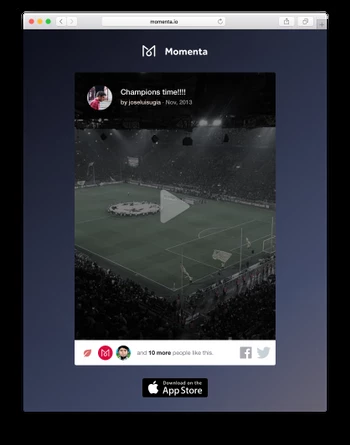 momenta.io
Momenta
Champions time!!!!
by joseluisugia · Nov, 2013
and 10 more people like this.
Download on the
App Store